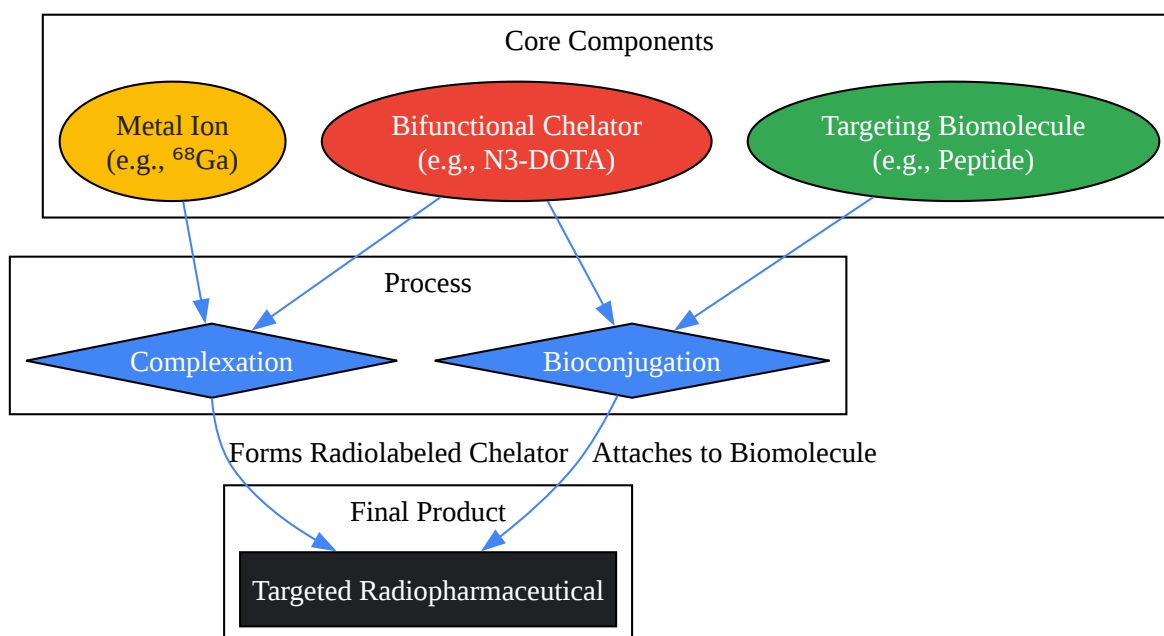 Core Components
Metal Ion
(e.g., ⁶⁸Ga)
Bifunctional Chelator
(e.g., N3-DOTA)
Targeting Biomolecule
(e.g., Peptide)
Process
Complexation
Bioconjugation
Forms Radiolabeled Chelator
Attaches to Biomolecule
Final Product
Targeted Radiopharmaceutical